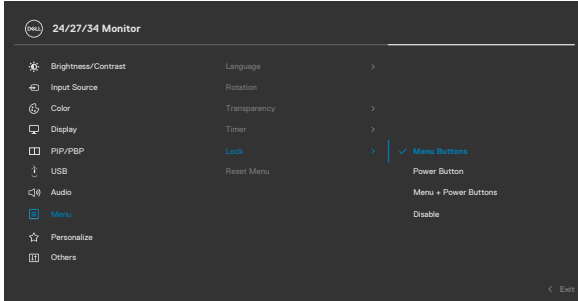 DELL 24/27/34 Monitor
Brightness/Contrast Language >
Input Source Rotation
Color Transparency >
Display Timer >
PIP/PBP Lock > ✓ Menu Buttons
USB Reset Menu Power Button
Audio Menu + Power Buttons
Menu Disable
Personalize
Others
< Exit